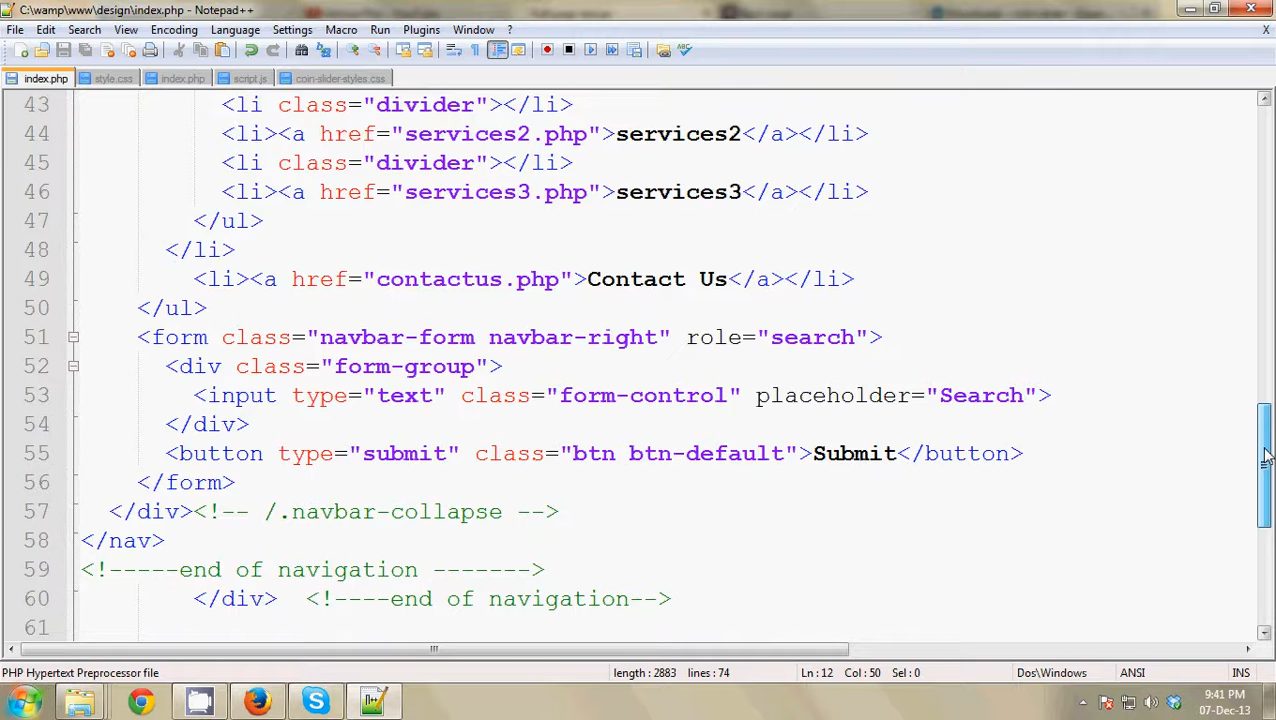 C:\wamp\www\design\index.php - Notepad++
File Edit Search View Encoding Language Settings Macro Run Plugins Window ? X
index.php style.css index.php script.js coin-slider-styles.css
43 <li class="divider"></li>
44 <li><a href="services2.php">services2</a></li>
45 <li class="divider"></li>
46 <li><a href="services3.php">services3</a></li>
47 </ul>
48 </li>
49 <li><a href="contactus.php">Contact Us</a></li>
50 </ul>
51 <form class="navbar-form navbar-right" role="search">
52 <div class="form-group">
53 <input type="text" class="form-control" placeholder="Search">
54 </div>
55 <button type="submit" class="btn btn-default">Submit</button>
56 </form>
57 </div><!-- /.navbar-collapse -->
58 </nav>
59 <!-----end of navigation ------->
60 </div> <!----end of navigation-->
61
PHP Hypertext Preprocessor file length : 2883 lines : 74 Ln : 12 Col : 50 Sel : 0 Dos\Windows ANSI INS
9:41 PM
07-Dec-13